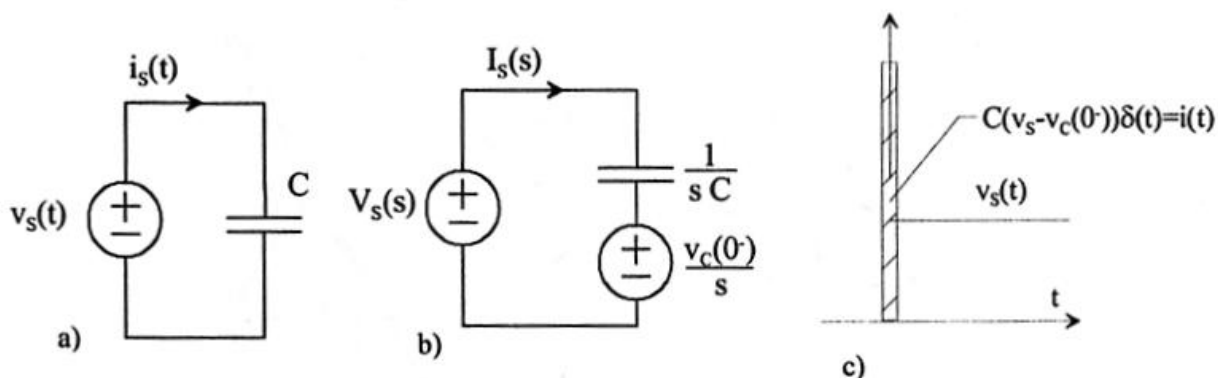 i_s(t)
v_s(t)
C
a)
I_s(s)
V_s(s)
1
s C
v_c(0⁻)
s
b)
C(v_s-v_c(0⁻))δ(t)=i(t)
v_s(t)
t
c)